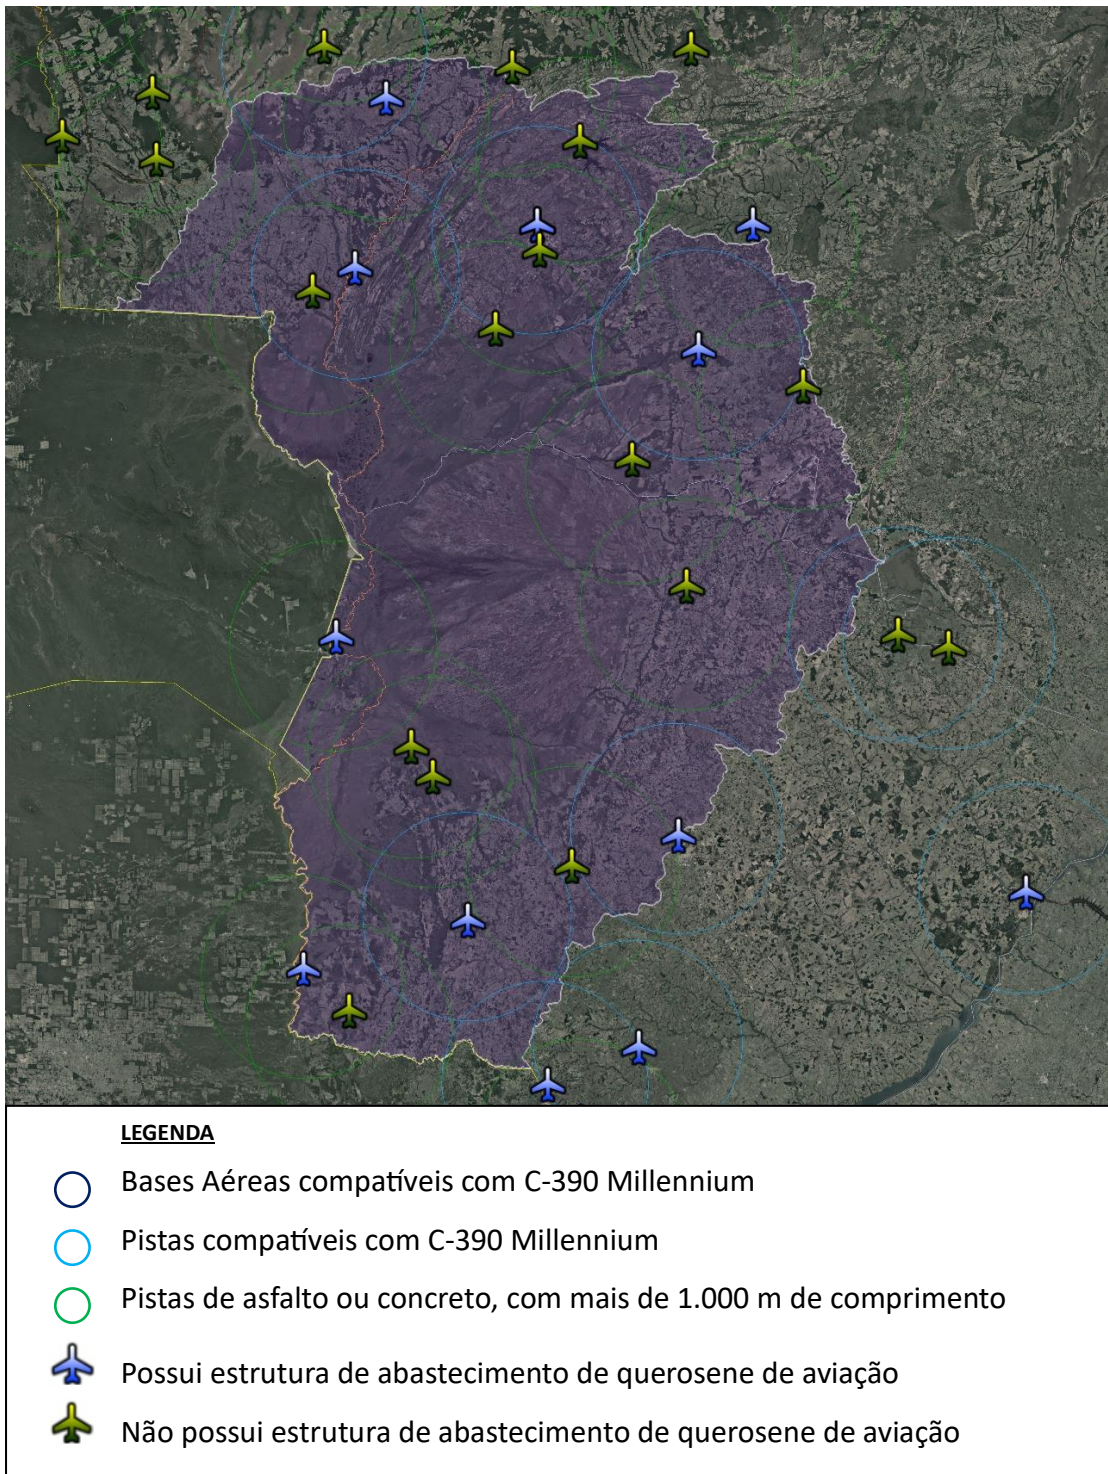 LEGENDA
Bases Aéreas compatíveis com C-390 Millennium
Pistas compatíveis com C-390 Millennium
Pistas de asfalto ou concreto, com mais de 1.000 m de comprimento
Possui estrutura de abastecimento de querosene de aviação
Não possui estrutura de abastecimento de querosene de aviação